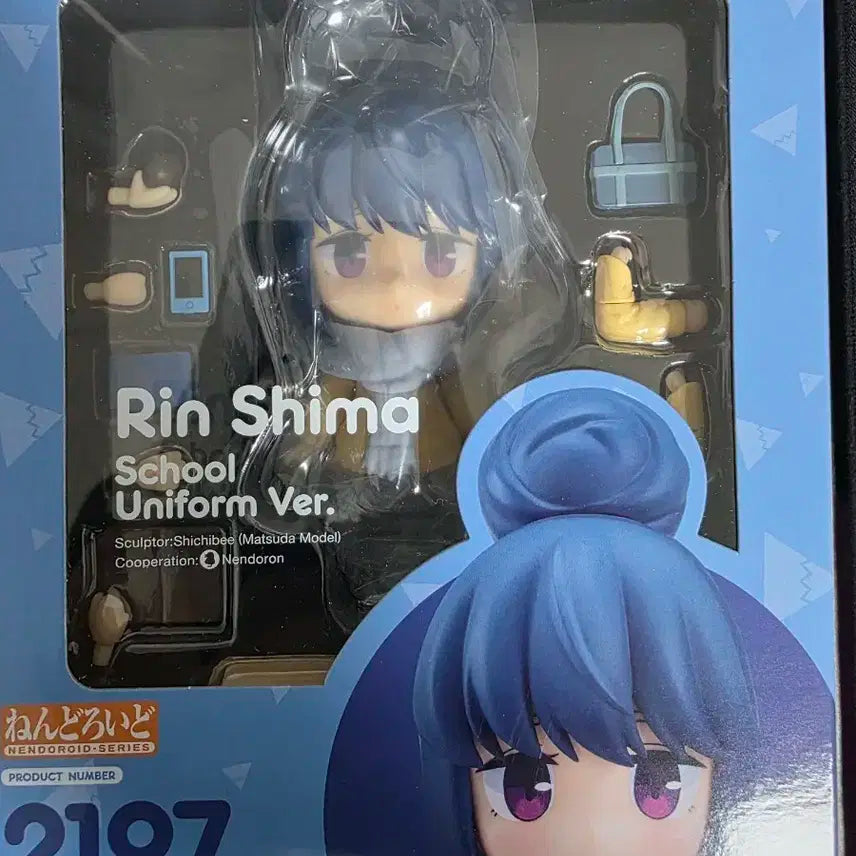 Rin Shima
School
Uniform Ver.
Sculptor:Shichibee (Matsuda Model)
Cooperation: Nendoron
ねんどろいど
NENDOROID-SERIES
PRODUCT NUMBER
2197